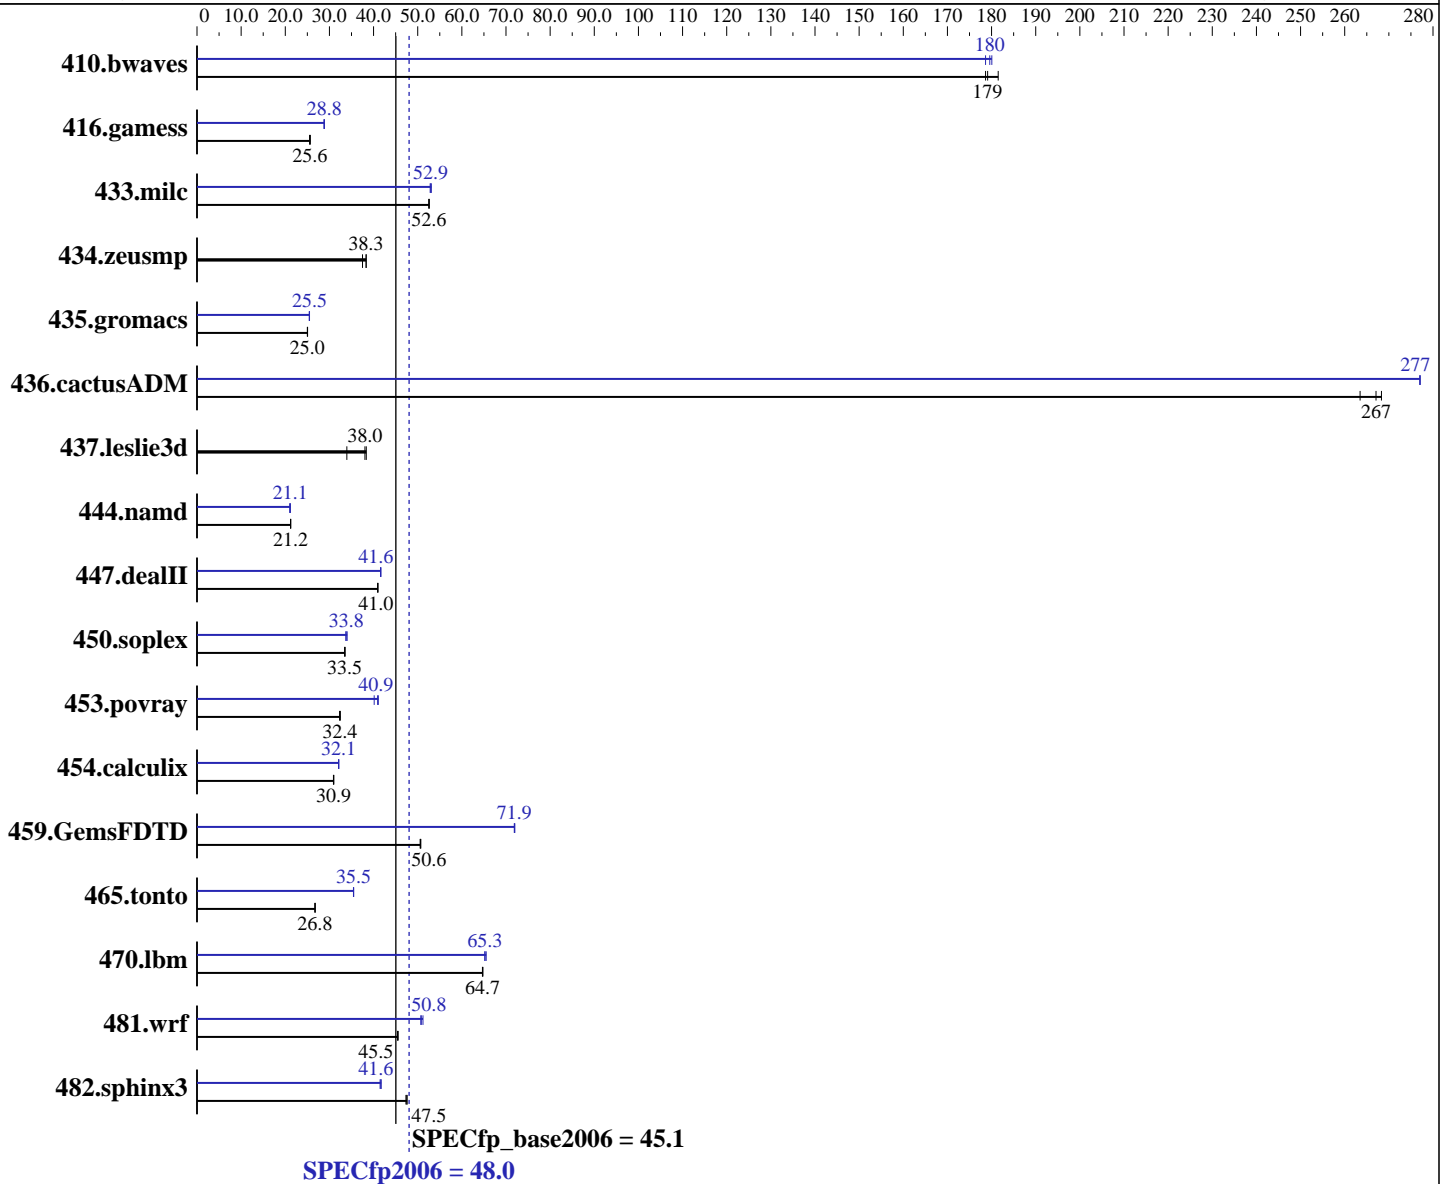 0 10.0 20.0 30.0 40.0 50.0 60.0 70.0 80.0 90.0 100 110 120 130 140 150 160 170 180 190 200 210 220 230 240 250 260 280
180
410.bwaves
179
28.8
416.gamess
25.6
52.9
433.milc
52.6
38.3
434.zeusmp
25.5
435.gromacs
25.0
277
436.cactusADM
267
38.0
437.leslie3d
21.1
444.namd
21.2
41.6
447.dealII
41.0
33.8
450.soplex
33.5
40.9
453.povray
32.4
32.1
454.calculix
30.9
71.9
459.GemsFDTD
50.6
35.5
465.tonto
26.8
65.3
470.lbm
64.7
50.8
481.wrf
45.5
41.6
482.sphinx3
47.5
SPECfp_base2006 = 45.1
SPECfp2006 = 48.0